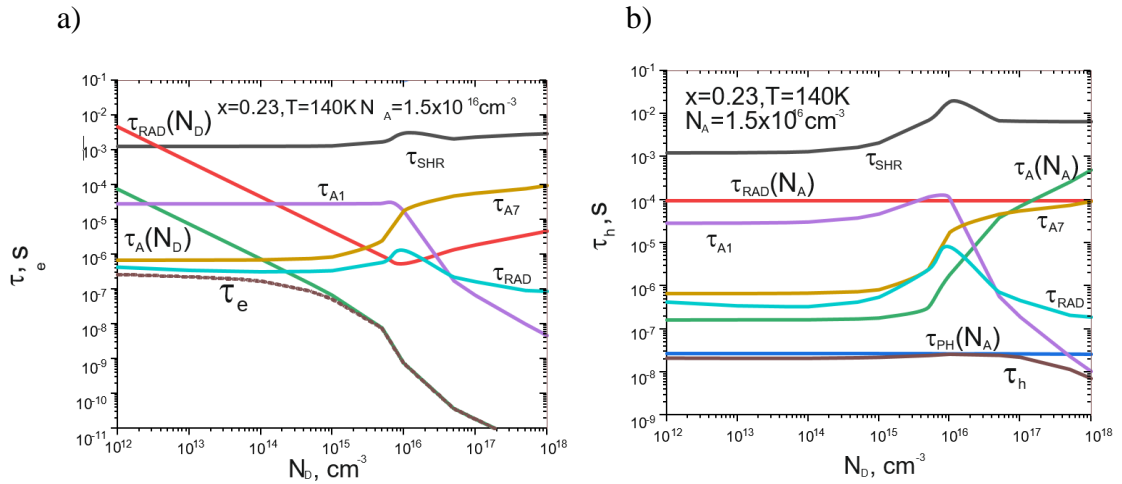 a)
x=0.23,T=140K N A=1.5x10 16cm-3
τRAD(ND)
τSHR
τA1
τA7
τA(ND)
τRAD
τe
τ, s
e
10-1
10-2
10-3
10-4
10-5
10-6
10-7
10-8
10-9
10-10
10-11
1012 1013 1014 1015 1016 1017 1018
ND, cm-3
b)
x=0.23,T=140K
NA=1.5x1016cm-3
τSHR
τA(NA)
τRAD(NA)
τA7
τA1
τRAD
τPH(NA)
τh
τh, s
10-1
10-2
10-3
10-4
10-5
10-6
10-7
10-8
10-9
1012 1013 1014 1015 1016 1017 1018
ND, cm-3